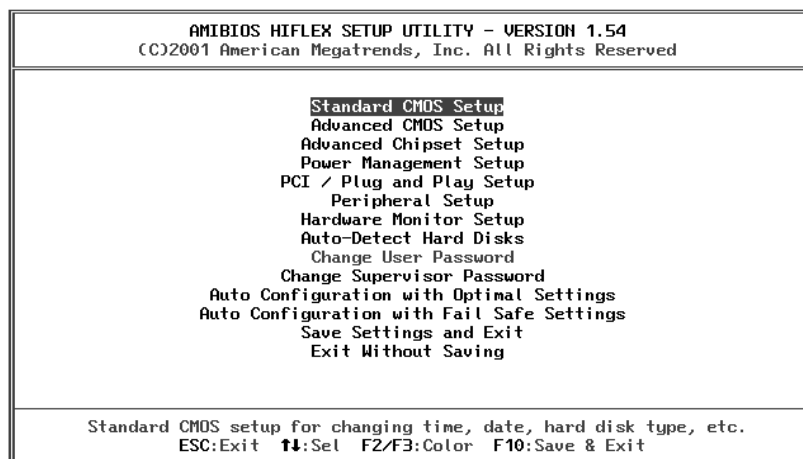 AMIBIOS HIFLEX SETUP UTILITY - VERSION 1.54
(C)2001 American Megatrends, Inc. All Rights Reserved
Standard CMOS Setup
Advanced CMOS Setup
Advanced Chipset Setup
Power Management Setup
PCI / Plug and Play Setup
Peripheral Setup
Hardware Monitor Setup
Auto-Detect Hard Disks
Change User Password
Change Supervisor Password
Auto Configuration with Optimal Settings
Auto Configuration with Fail Safe Settings
Save Settings and Exit
Exit Without Saving
Standard CMOS setup for changing time, date, hard disk type, etc.
ESC:Exit ↑↓:Sel F2/F3:Color F10:Save & Exit